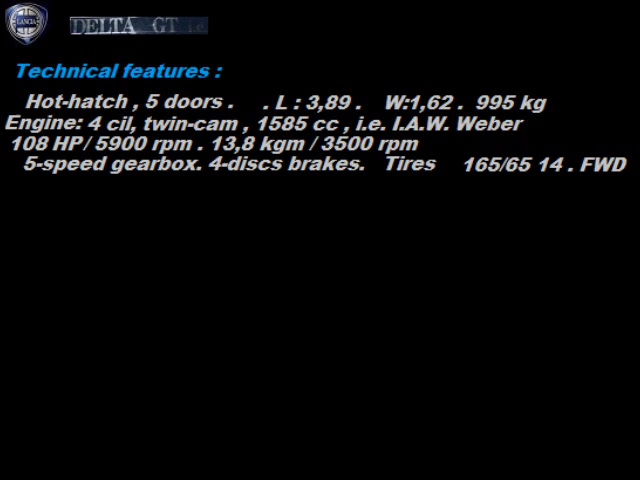 LANCIA
DELTA GT i.e.
Technical features :
Hot-hatch , 5 doors . . L : 3,89 . W:1,62 . 995 kg
Engine: 4 cil, twin-cam , 1585 cc , i.e. I.A.W. Weber
108 HP / 5900 rpm . 13,8 kgm / 3500 rpm
5-speed gearbox. 4-discs brakes. Tires 165/65 14 . FWD